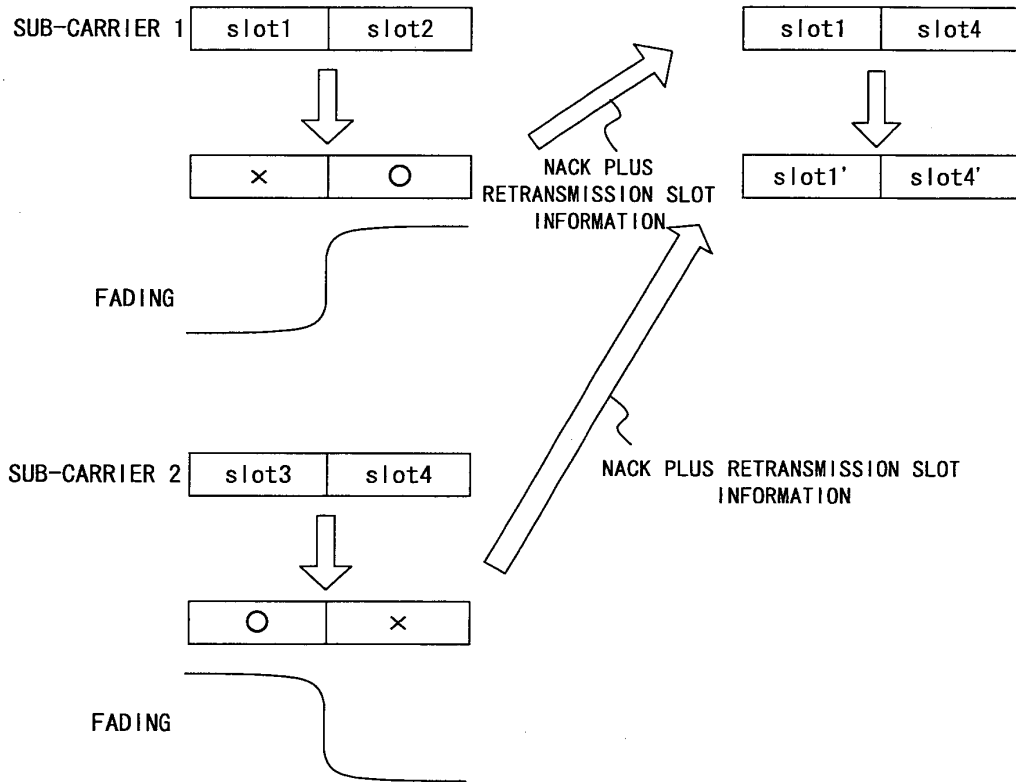 SUB-CARRIER 1 slot1 slot2
slot1 slot4
× ○
NACK PLUS
RETRANSMISSION SLOT
INFORMATION
slot1' slot4'
FADING
SUB-CARRIER 2 slot3 slot4
NACK PLUS RETRANSMISSION SLOT
INFORMATION
○ ×
FADING